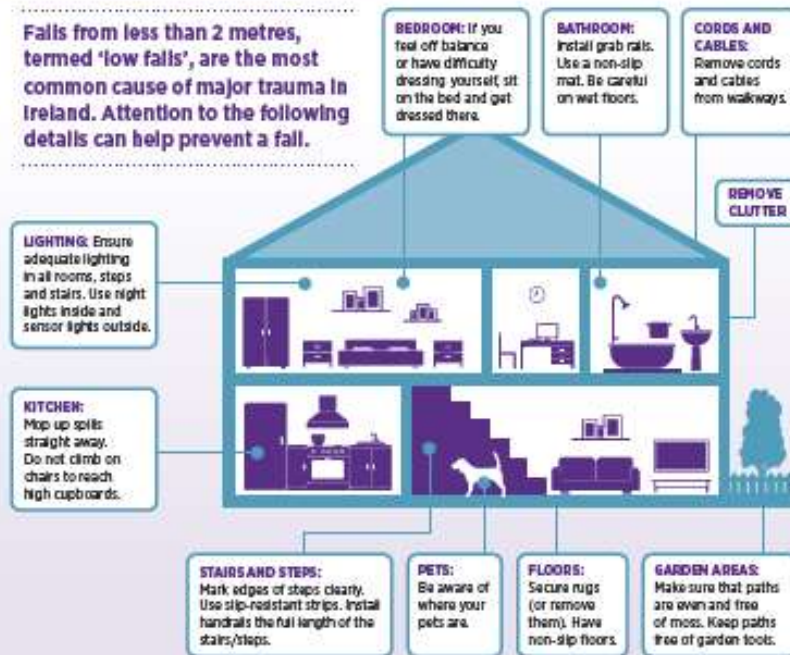 Falls from less than 2 metres,
termed ‘low falls’, are the most
common cause of major trauma in
Ireland. Attention to the following
details can help prevent a fall.
BEDROOM: If you
feel off balance
or have difficulty
dressing yourself, sit
on the bed and get
dressed there.
BATHROOM:
Install grab rails.
Use a non-slip
mat. Be careful
on wet floors.
CORDS AND
CABLES:
Remove cords
and cables
from walkways.
REMOVE
CLUTTER
LIGHTING: Ensure
adequate lighting
in all rooms, steps
and stairs. Use night
lights inside and
sensor lights outside.
KITCHEN:
Mop up spills
straight away.
Do not climb on
chairs to reach
high cupboards.
STAIRS AND STEPS:
Mark edges of steps clearly.
Use slip-resistant strips. Install
handrails the full length of the
stairs/steps.
PETS:
Be aware of
where your
pets are.
FLOORS:
Secure rugs
(or remove
them). Have
non-slip floors.
GARDEN AREAS:
Make sure that paths
are even and free
of moss. Keep paths
free of garden tools.